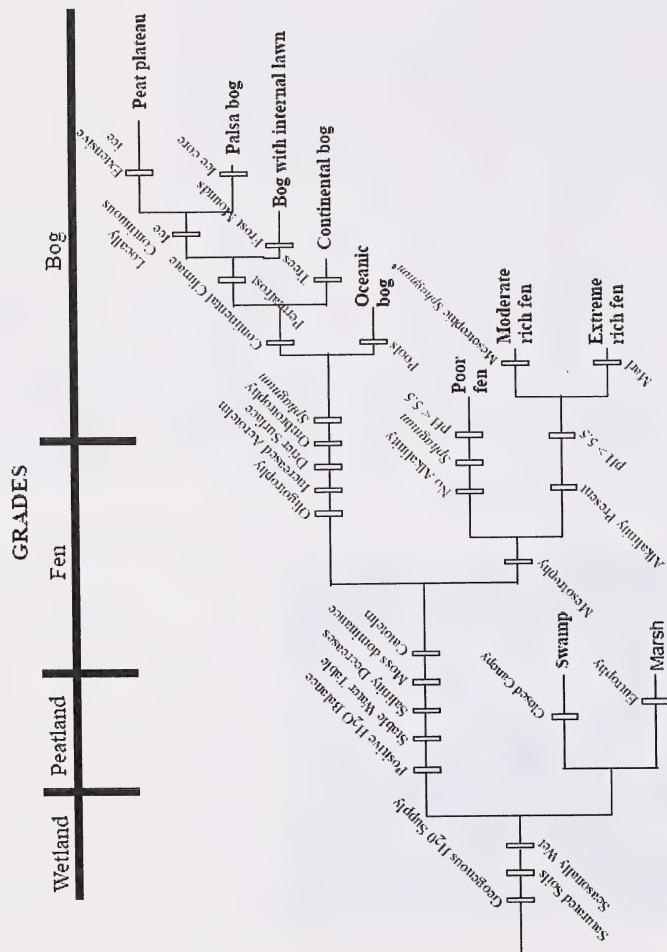 GRADES
Wetland
Peatland
Fen
Bog
Saturated Soils
Seasonally Wet
Geogenous H₂0 Supply
Closed Canopy
Swamp
Eutrophy
Marsh
Positive H₂O Balance
Stable Water Table
Salinity Decreases
Moss dominance
Catotelm
Mesotrophy
No Alkalinity
Sphagnum
pH < 5.5
Poor
fen
Alkalinity Present
pH > 5.5
Mesotrophic Sphagnum*
Moderate
rich fen
Marl
Extreme
rich fen
Oligotrophy
Increased Acrotelm
Drier Surface
Ombrotrophy
Sphagnum
Pools
Oceanic
bog
Continental Climate
Trees
Continental bog
Permafrost
Frost Mounds
Bog with internal lawn
Locally
Continuous
Ice
Ice core
Palsa bog
Extensive
ice
Peat plateau